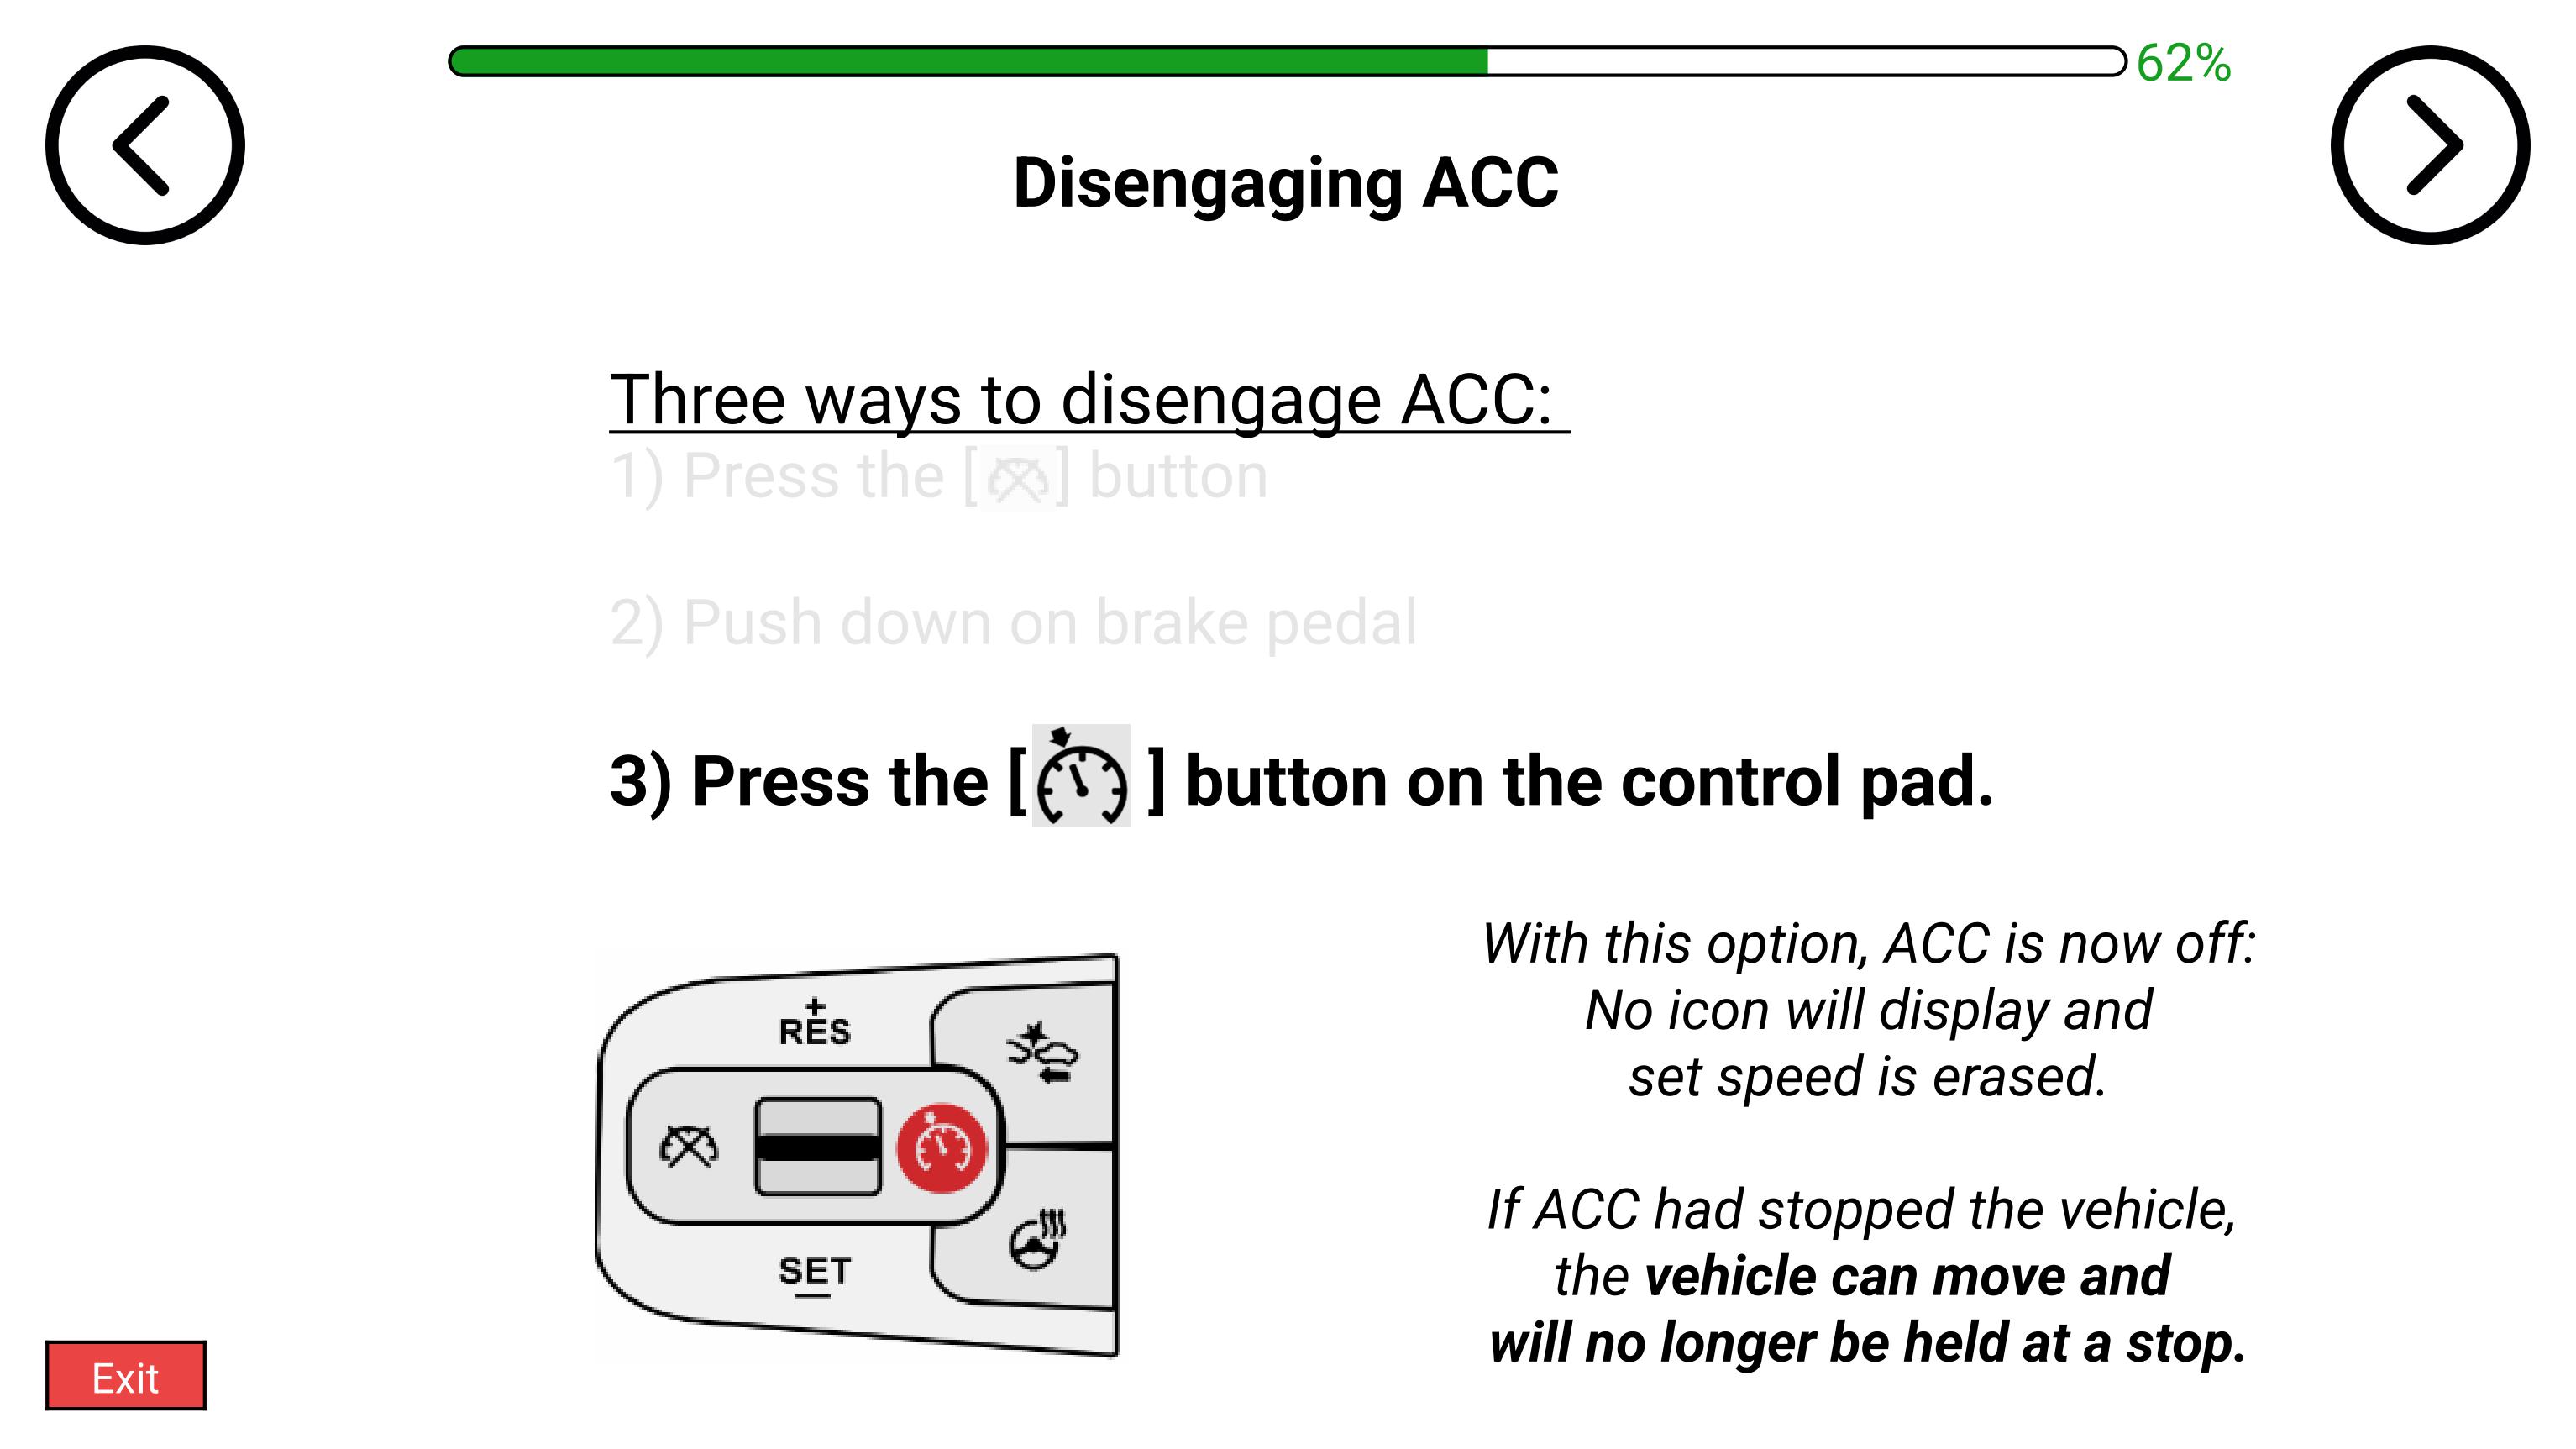 62%
Disengaging ACC
Three ways to disengage ACC:
1) Press the [ ] button
2) Push down on brake pedal
3) Press the [ ] button on the control pad.
With this option, ACC is now off:
No icon will display and
set speed is erased.
+
RES
SET
—
If ACC had stopped the vehicle,
the vehicle can move and
will no longer be held at a stop.
Exit